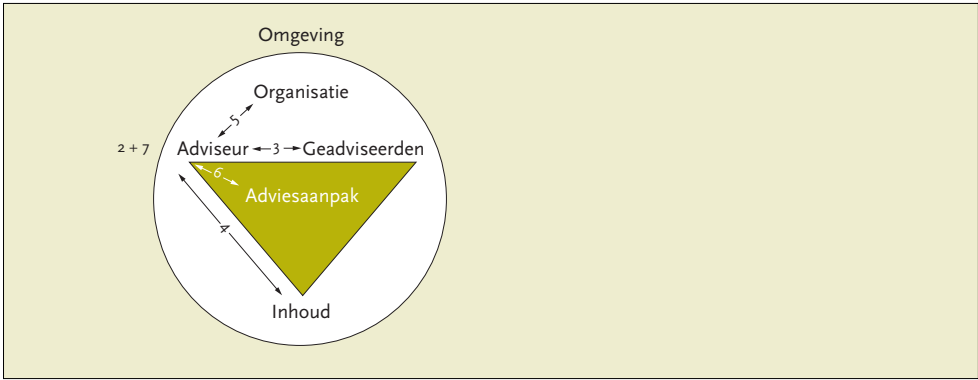 Omgeving
Organisatie
5
2 + 7 Adviseur 3 Geadviseerden
6
Adviesaanpak
4
Inhoud